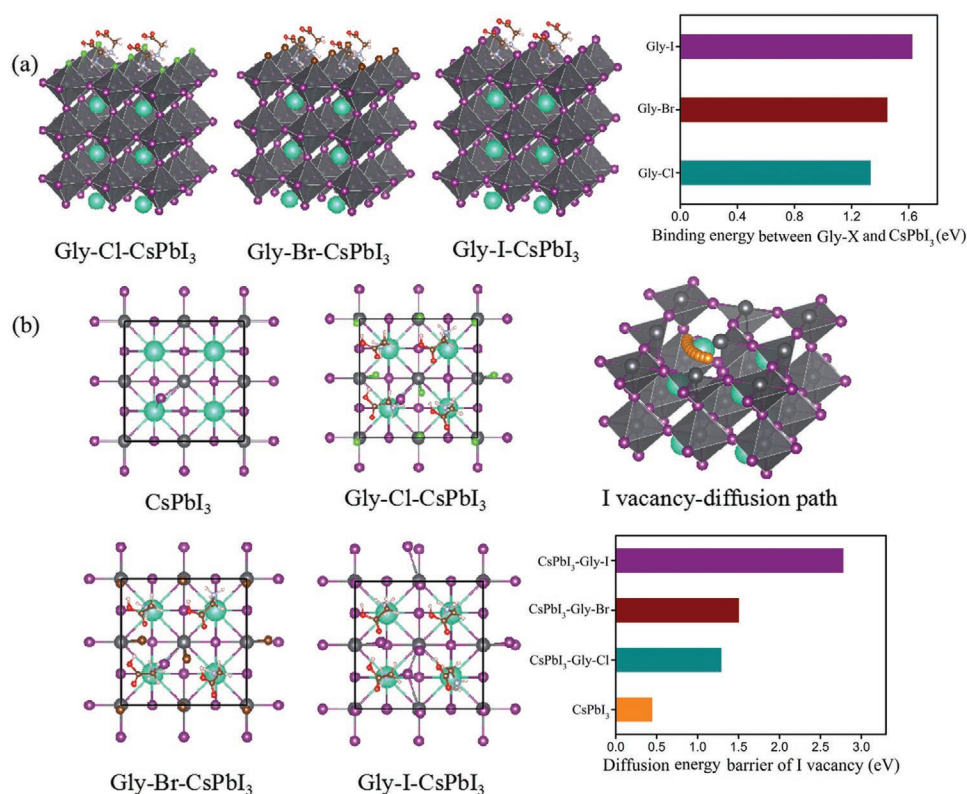 (a)
Gly-Cl-CsPbI₃
Gly-Br-CsPbI₃
Gly-I-CsPbI₃
Gly-I
Gly-Br
Gly-Cl
0.0 0.4 0.8 1.2 1.6
Binding energy between Gly-X and CsPbI₃(eV)
(b)
CsPbI₃
Gly-Cl-CsPbI₃
I vacancy-diffusion path
Gly-Br-CsPbI₃
Gly-I-CsPbI₃
CsPbI₃-Gly-I
CsPbI₃-Gly-Br
CsPbI₃-Gly-Cl
CsPbI₃
0.0 0.5 1.0 1.5 2.0 2.5 3.0
Diffusion energy barrier of I vacancy (eV)